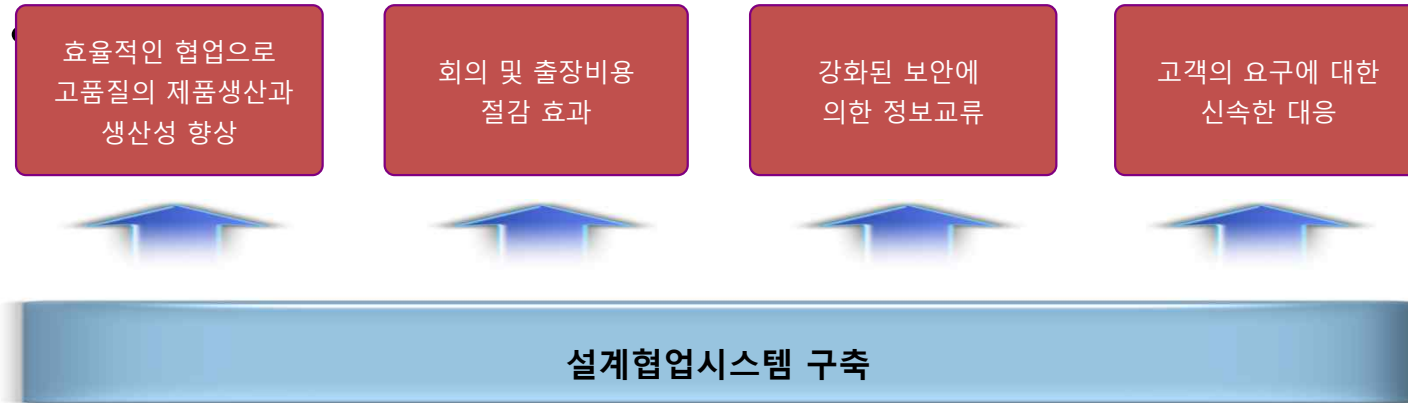 효율적인 협업으로
고품질의 제품생산과
생산성 향상
회의 및 출장비용
절감 효과
강화된 보안에
의한 정보교류
고객의 요구에 대한
신속한 대응
설계협업시스템 구축